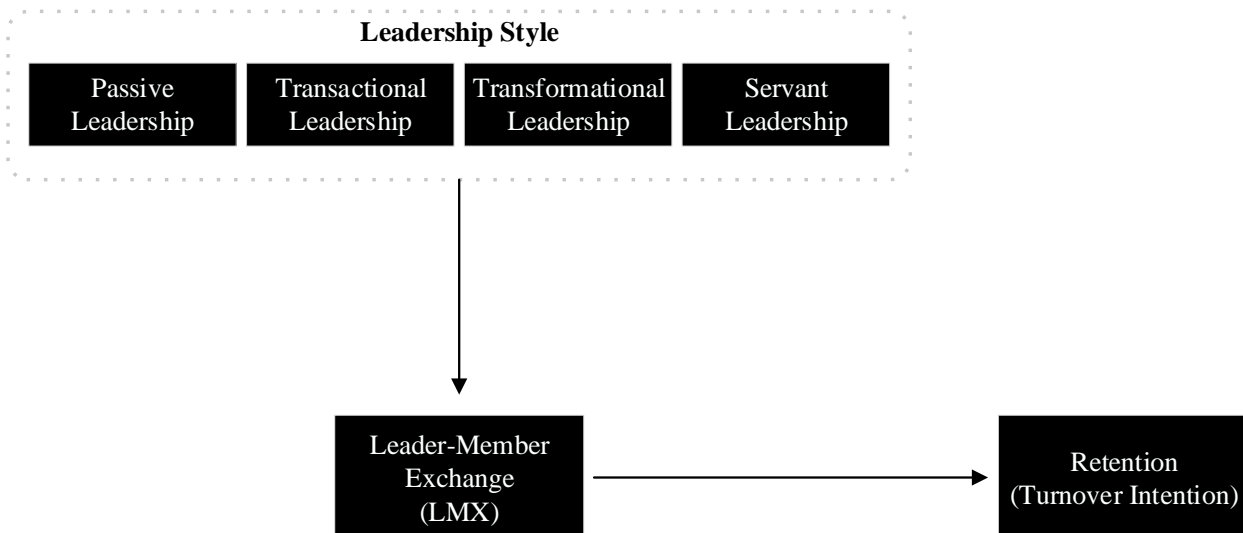 Leadership Style
Passive
Leadership
Transactional
Leadership
Transformational
Leadership
Servant
Leadership
Leader-Member
Exchange
(LMX)
Retention
(Turnover Intention)